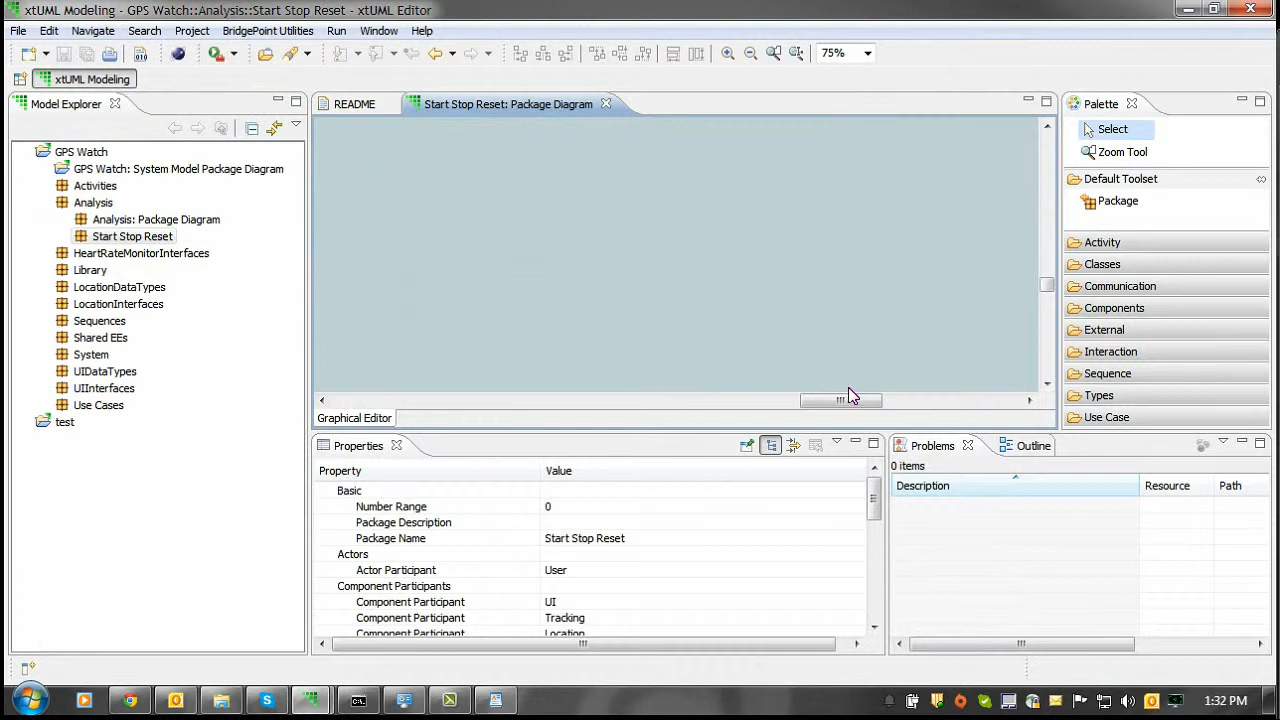 xtUML Modeling - GPS Watch::Analysis::Start Stop Reset - xtUML Editor
File Edit Navigate Search Project BridgePoint Utilities Run Window Help
75%
xtUML Modeling
Model Explorer
GPS Watch
GPS Watch: System Model Package Diagram
Activities
Analysis
Analysis: Package Diagram
Start Stop Reset
HeartRateMonitorInterfaces
Library
LocationDataTypes
LocationInterfaces
Sequences
Shared EEs
System
UIDataTypes
UIInterfaces
Use Cases
test
README
Start Stop Reset: Package Diagram
Graphical Editor
Palette
Select
Zoom Tool
Default Toolset
Package
Activity
Classes
Communication
Components
External
Interaction
Sequence
Types
Use Case
Properties
Property Value
Basic
Number Range 0
Package Description
Package Name Start Stop Reset
Actors
Actor Participant User
Component Participants
Component Participant UI
Component Participant Tracking
Component Participant Location
Problems
Outline
0 items
Description Resource Path
1:32 PM